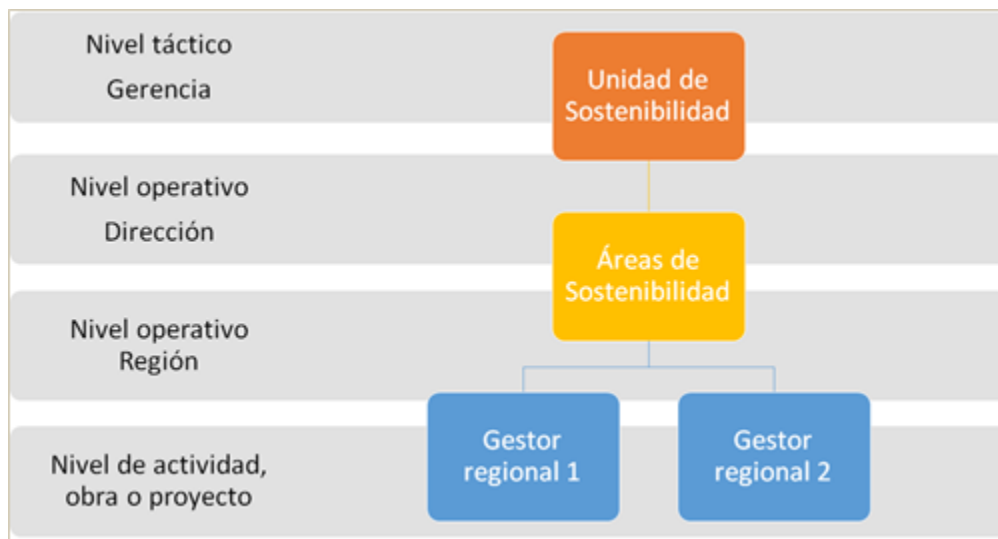 Nivel táctico
Gerencia
Unidad de
Sostenibilidad
Nivel operativo
Dirección
Áreas de
Sostenibilidad
Nivel operativo
Región
Gestor
regional 1
Gestor
regional 2
Nivel de actividad,
obra o proyecto